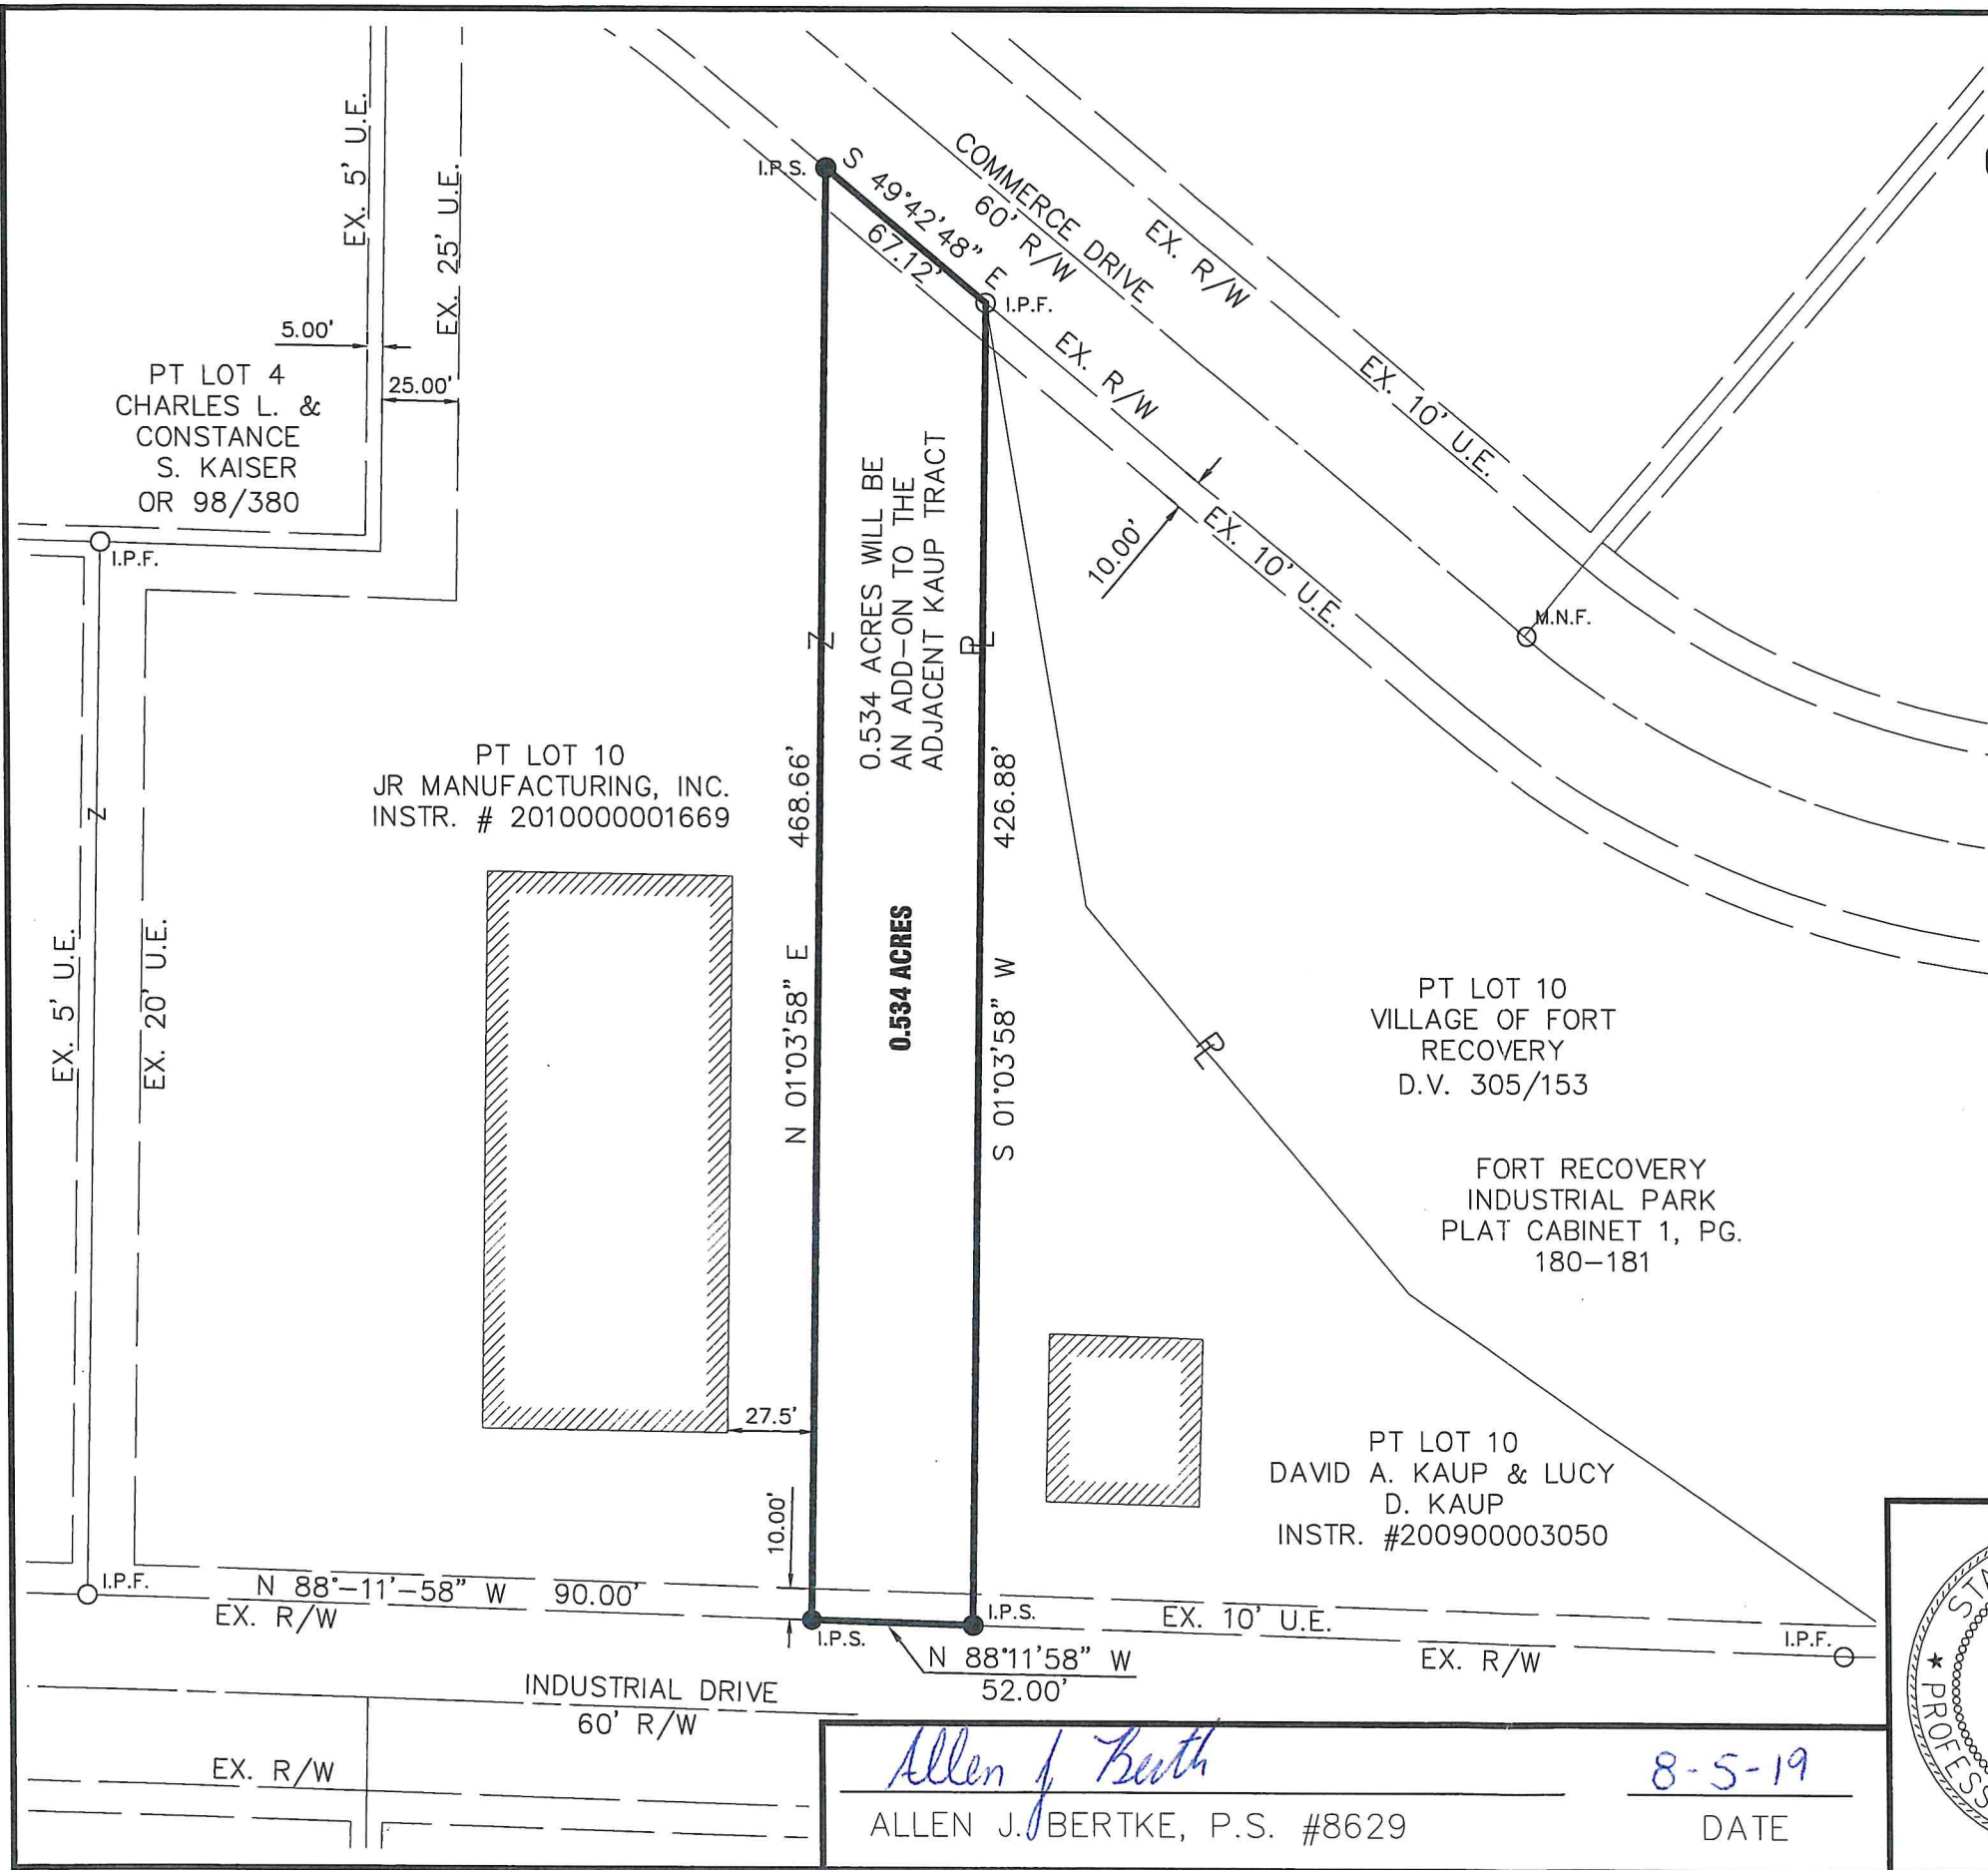 EX. 5' U.E.
EX. 25' U.E.
5.00'
25.00'
PT LOT 4
CHARLES L. &
CONSTANCE
S. KAISER
OR 98/380
I.P.F.
I.P.S.
S 49°42'48" E
67.12'
I.P.F.
COMMERCE DRIVE
60' R/W
EX. R/W
EX. R/W
EX. 10' U.E.
10.00'
EX. 10' U.E.
M.N.F.
0.534 ACRES WILL BE
AN ADD-ON TO THE
ADJACENT KAUP TRACT
Z
PL
Z
PT LOT 10
JR MANUFACTURING, INC.
INSTR. # 2010000001669
N 01°03'58" E 468.66'
0.534 ACRES
S 01°03'58" W 426.88'
EX. 5' U.E.
EX. 20' U.E.
PL
PT LOT 10
VILLAGE OF FORT
RECOVERY
D.V. 305/153
FORT RECOVERY
INDUSTRIAL PARK
PLAT CABINET 1, PG.
180-181
27.5'
10.00'
PT LOT 10
DAVID A. KAUP & LUCY
D. KAUP
INSTR. #200900003050
I.P.F.
N 88°-11'-58" W 90.00'
EX. R/W
I.P.S.
I.P.S.
EX. 10' U.E.
EX. R/W
I.P.F.
N 88°11'58" W
52.00'
INDUSTRIAL DRIVE
60' R/W
EX. R/W
Allen J Bertke
8-5-19
ALLEN J. BERTKE, P.S. #8629
DATE
STA
★ PROFESS